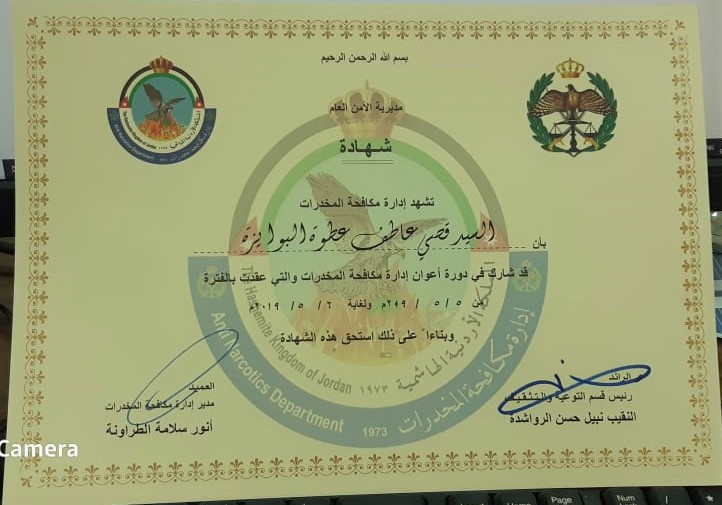 بسم الله الرحمن الرحيم
مديرية الأمن العام
شهادة
تشهد إدارة مكافحة المخدرات
بأن السيد قصي عاطف عطوة البوايزة
قد شارك في دورة أعوان إدارة مكافحة المخدرات والتي عقدت بالفترة
من ٥ / ٥ / ٢٠١٩م ولغاية ٦ / ٥ / ٢٠١٩م
وبناءاً على ذلك استحق هذه الشهادة
The Hashemite Kingdom of Jordan ١٩٧٣ المملكة الأردنية الهاشمية
Anti Narcotics Department 1973 إدارة مكافحة المخدرات
الرائد
رئيس قسم التوعية والتثقيف
النقيب نبيل حسن الرواشدة
العميد
مدير إدارة مكافحة المخدرات
أنور سلامة الطراونة
Camera
Page
Num
Lock